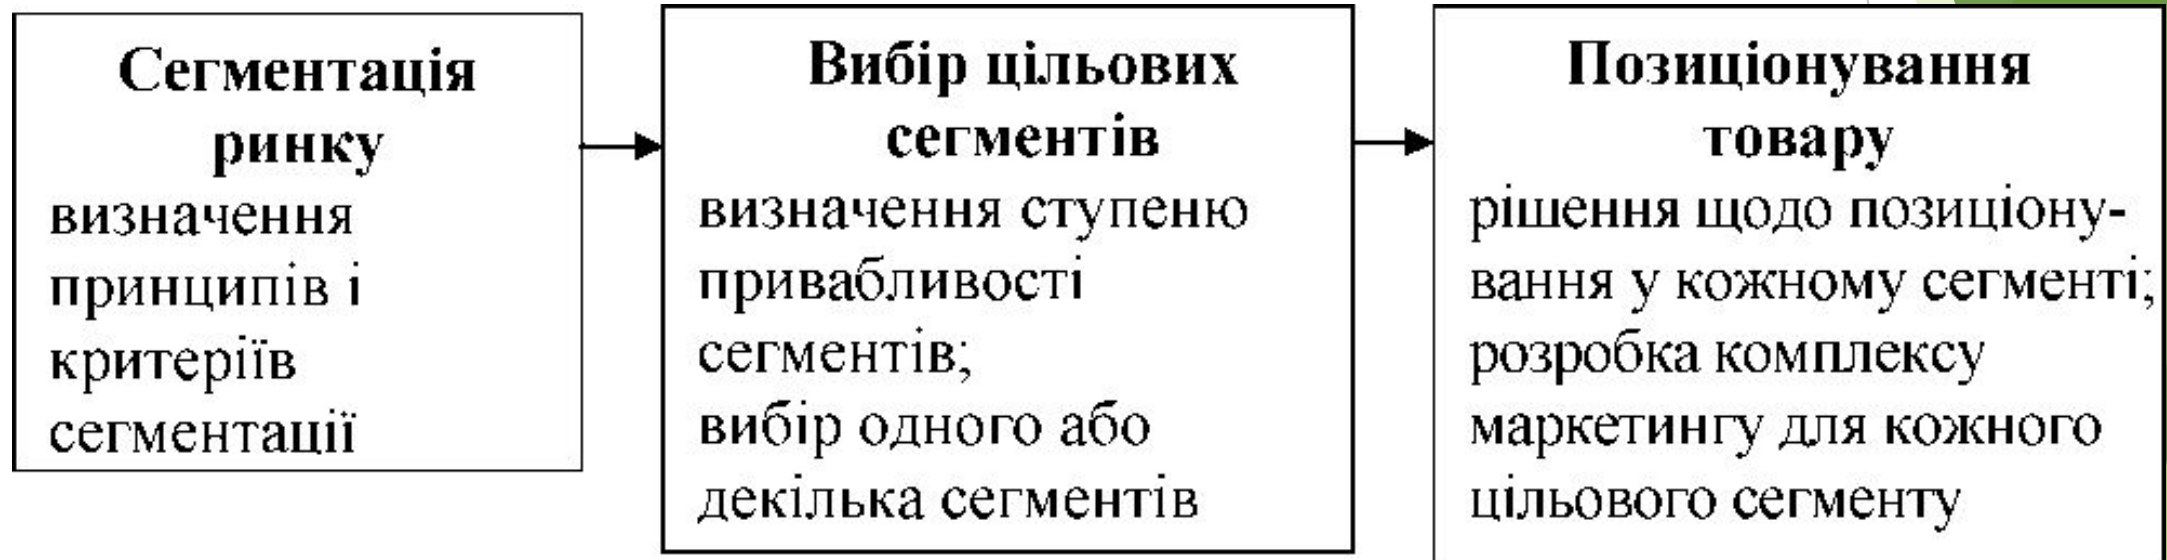 Сегментація
ринку
визначення
принципів і
критеріїв
сегментації
Вибір цільових
сегментів
визначення ступеню
привабливості
сегментів;
вибір одного або
декілька сегментів
Позиціонування
товару
рішення щодо позиціону-
вання у кожному сегменті;
розробка комплексу
маркетингу для кожного
цільового сегменту